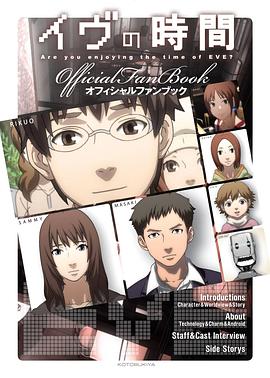 イヴの時間
Are you enjoying the time of EVE?
Official Fan Book
オフィシャルファンブック
RIKUO
SAMMY
MASAKI
Introductions
Character&Worldview&Story
About
Technology&Charm&Android
Staff&Cast Interview
Side Storys
KOTOBUKIYA